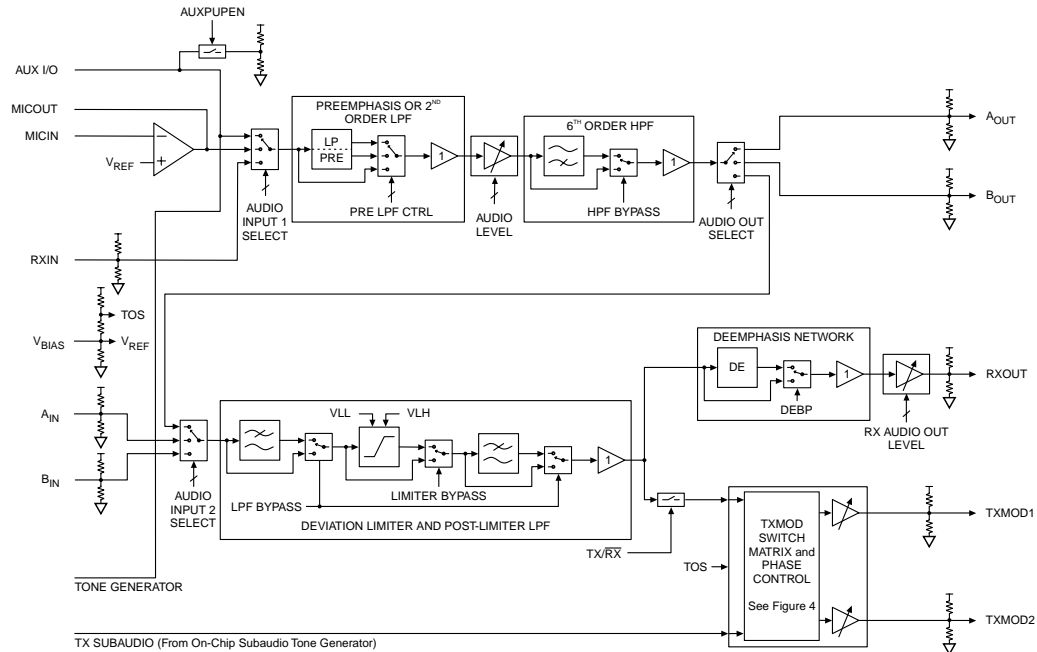 AUXPUPEN
AUX I/O
MICOUT
MICIN
VREF
PREEMPHASIS OR 2ND
ORDER LPF
LP
PRE
1
PRE LPF CTRL
AUDIO
INPUT 1
SELECT
AUDIO
LEVEL
6TH ORDER HPF
1
HPF BYPASS
AUDIO OUT
SELECT
AOUT
BOUT
RXIN
TOS
VBIAS
VREF
DEEMPHASIS NETWORK
DE
1
DEBP
RXOUT
RX AUDIO OUT
LEVEL
AIN
BIN
AUDIO
INPUT 2
SELECT
VLL
VLH
1
LPF BYPASS
LIMITER BYPASS
DEVIATION LIMITER AND POST-LIMITER LPF
TX/RX
TOS
TXMOD
SWITCH
MATRIX and
PHASE
CONTROL
See Figure 4
TXMOD1
TXMOD2
TONE GENERATOR
TX SUBAUDIO (From On-Chip Subaudio Tone Generator)